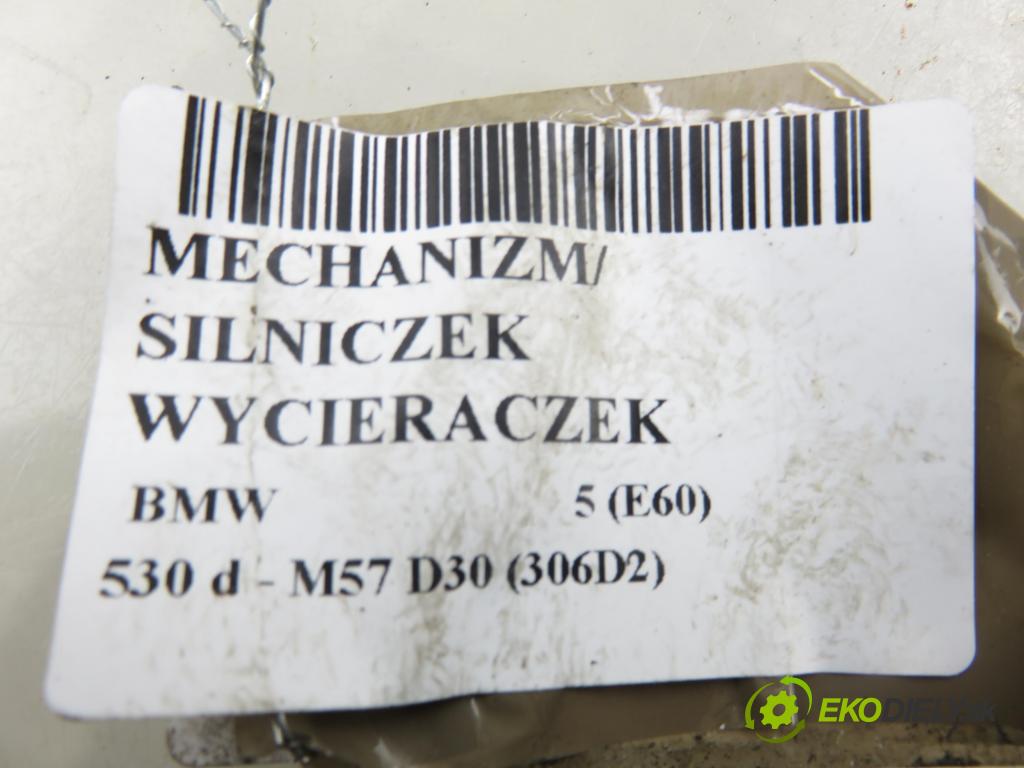 MECHANIZM/
SILNICZEK
WYCIERACZEK
BMW 5 (E60)
530 d - M57 D30 (306D2)
EKODIELY.SK